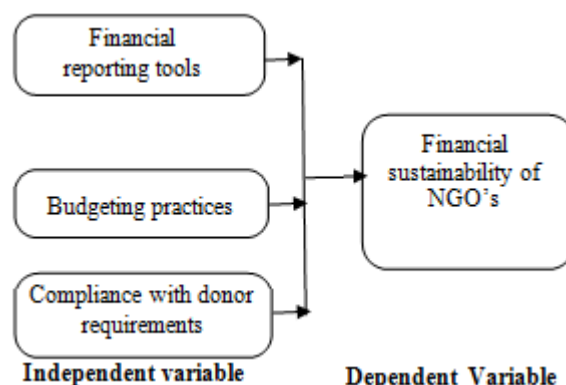 Financial
reporting tools
Budgeting practices
Compliance with donor
requirements
Independent variable
Financial
sustainability of
NGO's
Dependent Variable